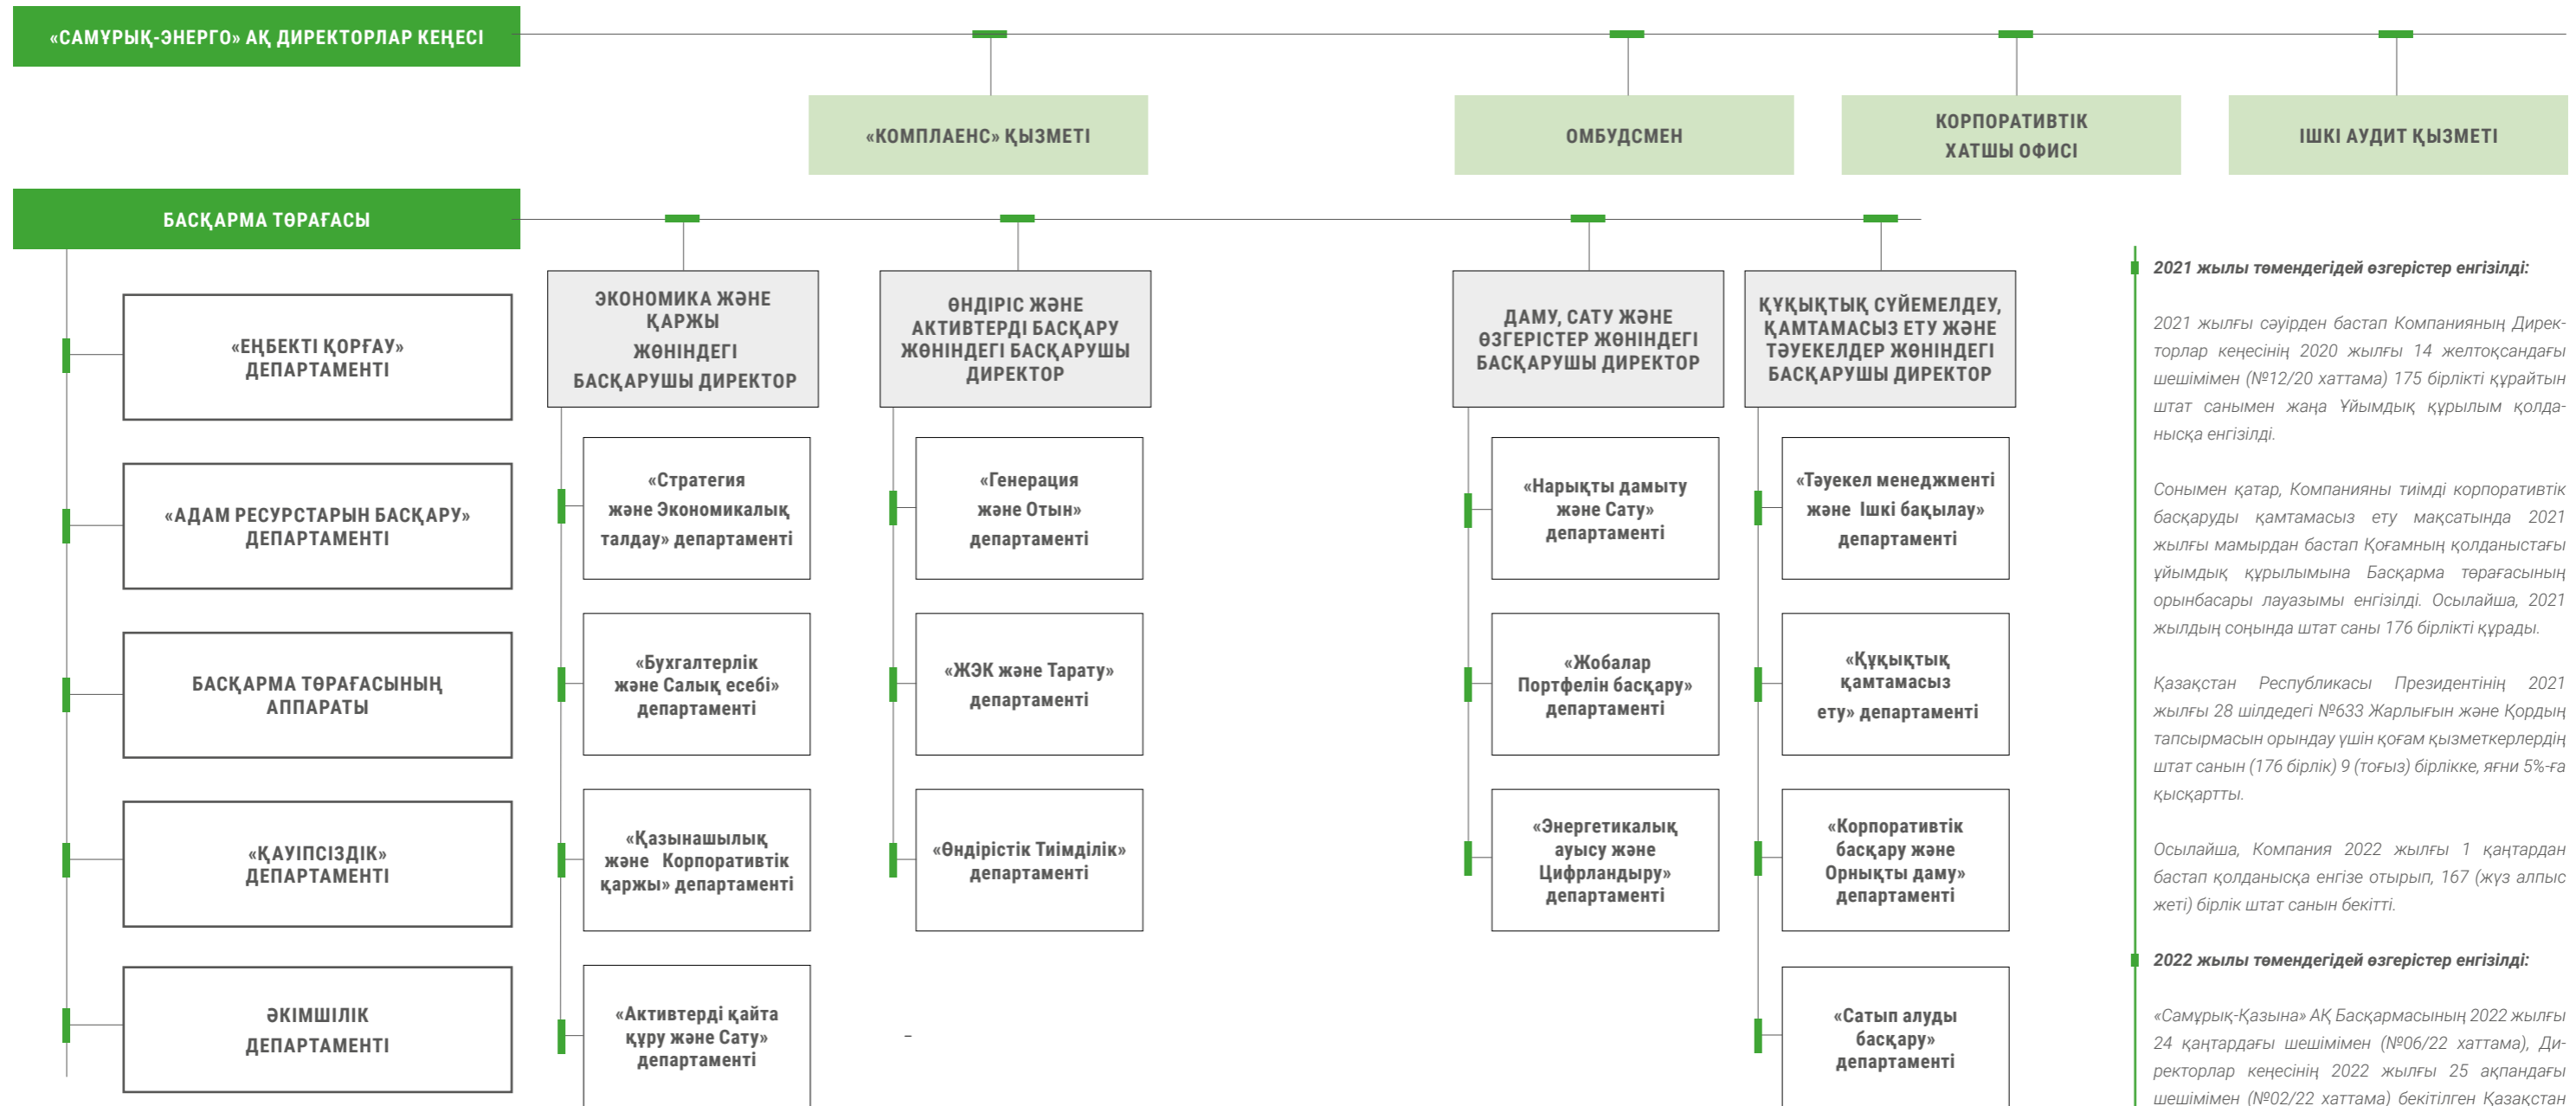 «САМҰРЫҚ-ЭНЕРГО» АҚ ДИРЕКТОРЛАР КЕҢЕСІ
«КОМПЛАЕНС» ҚЫЗМЕТІ
ОМБУДСМЕН
КОРПОРАТИВТІК
ХАТШЫ ОФИСІ
ІШКІ АУДИТ ҚЫЗМЕТІ
БАСҚАРМА ТӨРАҒАСЫ
«ЕҢБЕКТІ ҚОРҒАУ»
ДЕПАРТАМЕНТІ
«АДАМ РЕСУРСТАРЫН БАСҚАРУ»
ДЕПАРТАМЕНТІ
БАСҚАРМА ТӨРАҒАСЫНЫҢ
АППАРАТЫ
«ҚАУІПСІЗДІК»
ДЕПАРТАМЕНТІ
ӘКІМШІЛІК
ДЕПАРТАМЕНТІ
ЭКОНОМИКА ЖӘНЕ
ҚАРЖЫ
ЖӨНІНДЕГІ
БАСҚАРУШЫ ДИРЕКТОР
«Стратегия
және Экономикалық
талдау» департаменті
«Бухгалтерлік
және Салық есебі»
департаменті
«Қазынашылық
және Корпоративтік
қаржы» департаменті
«Активтерді қайта
құру және Сату»
департаменті
ӨНДІРІС ЖӘНЕ
АКТИВТЕРДІ БАСҚАРУ
ЖӨНІНДЕГІ БАСҚАРУШЫ
ДИРЕКТОР
«Генерация
және Отын»
департаменті
«ЖЭК және Тарату»
департаменті
«Өндірістік Тиімділік»
департаменті
–
ДАМУ, САТУ ЖӘНЕ
ӨЗГЕРІСТЕР ЖӨНІНДЕГІ
БАСҚАРУШЫ ДИРЕКТОР
«Нарықты дамыту
және Сату»
департаменті
«Жобалар
Портфелін басқару»
департаменті
«Энергетикалық
ауысу және
Цифрландыру»
департаменті
ҚҰҚЫҚТЫҚ СҮЙЕМЕЛДЕУ,
ҚАМТАМАСЫЗ ЕТУ ЖӘНЕ
ТӘУЕКЕЛДЕР ЖӨНІНДЕГІ
БАСҚАРУШЫ ДИРЕКТОР
«Тәуекел менеджменті
және Ішкі бақылау»
департаменті
«Құқықтық
қамтамасыз
ету» департаменті
«Корпоративтік
басқару және
Орнықты даму»
департаменті
«Сатып алуды
басқару»
департаменті
2021 жылы төмендегідей өзгерістер енгізілді:
2021 жылғы сәуірден бастап Компанияның Дирек-
торлар кеңесінің 2020 жылғы 14 желтоқсандағы
шешімімен (№12/20 хаттама) 175 бірлікті құрайтын
штат санымен жаңа Ұйымдық құрылым қолда-
нысқа енгізілді.
Сонымен қатар, Компанияны тиімді корпоративтік
басқаруды қамтамасыз ету мақсатында 2021
жылғы мамырдан бастап Қоғамның қолданыстағы
ұйымдық құрылымына Басқарма төрағасының
орынбасары лауазымы енгізілді. Осылайша, 2021
жылдың соңында штат саны 176 бірлікті құрады.
Қазақстан Республикасы Президентінің 2021
жылғы 28 шілдедегі №633 Жарлығын және Қордың
тапсырмасын орындау үшін қоғам қызметкерлердің
штат санын (176 бірлік) 9 (тоғыз) бірлікке, яғни 5%-ға
қысқартты.
Осылайша, Компания 2022 жылғы 1 қаңтардан
бастап қолданысқа енгізе отырып, 167 (жүз алпыс
жеті) бірлік штат санын бекітті.
2022 жылы төмендегідей өзгерістер енгізілді:
«Самұрық-Қазына» АҚ Басқармасының 2022 жылғы
24 қаңтардағы шешімімен (№06/22 хаттама), Ди-
ректорлар кеңесінің 2022 жылғы 25 ақпандағы
шешімімен (№02/22 хаттама) бекітілген Қазақстан